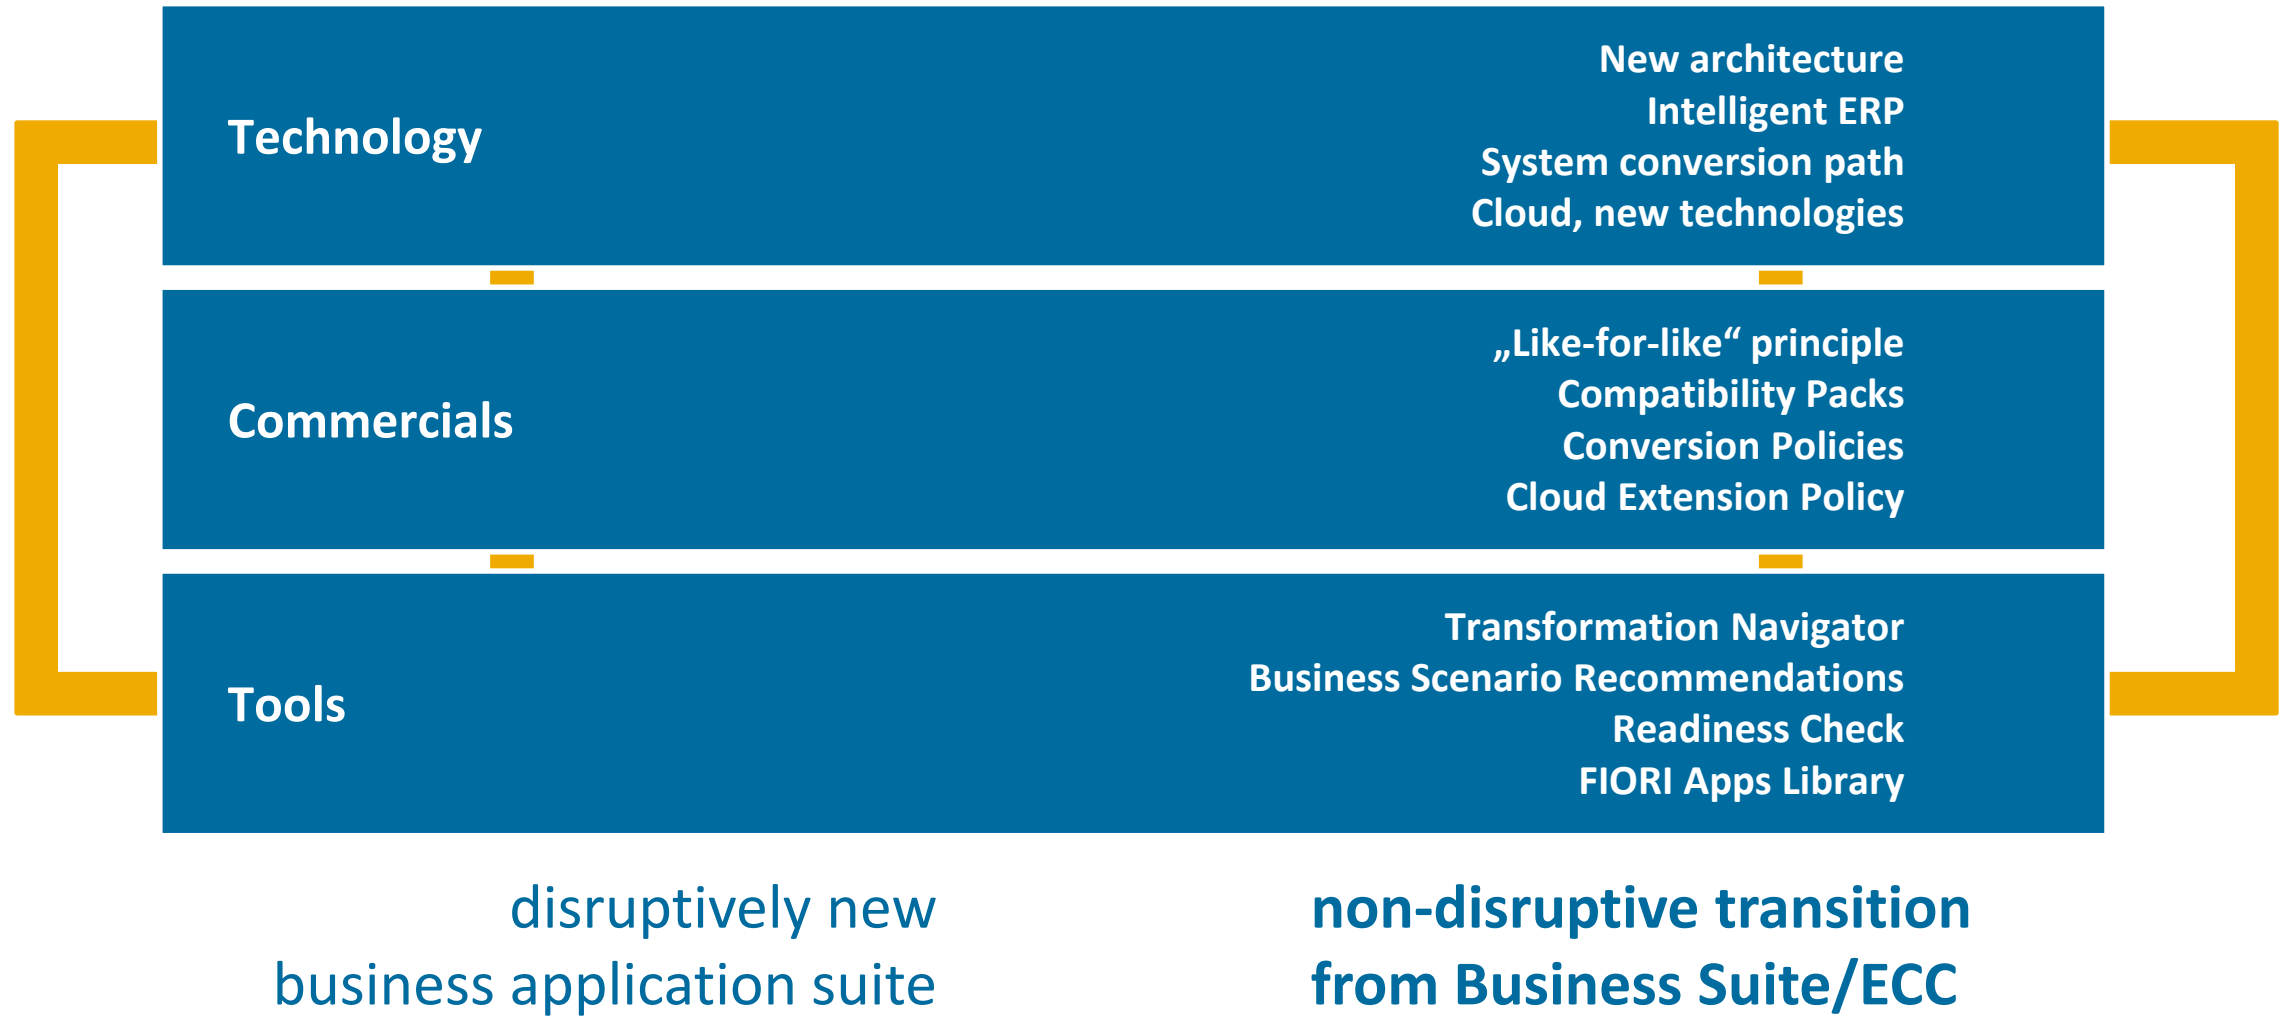 Technology
New architecture
Intelligent ERP
System conversion path
Cloud, new technologies
Commercials
„Like-for-like“ principle
Compatibility Packs
Conversion Policies
Cloud Extension Policy
Tools
Transformation Navigator
Business Scenario Recommendations
Readiness Check
FIORI Apps Library
disruptively new
business application suite
non-disruptive transition
from Business Suite/ECC